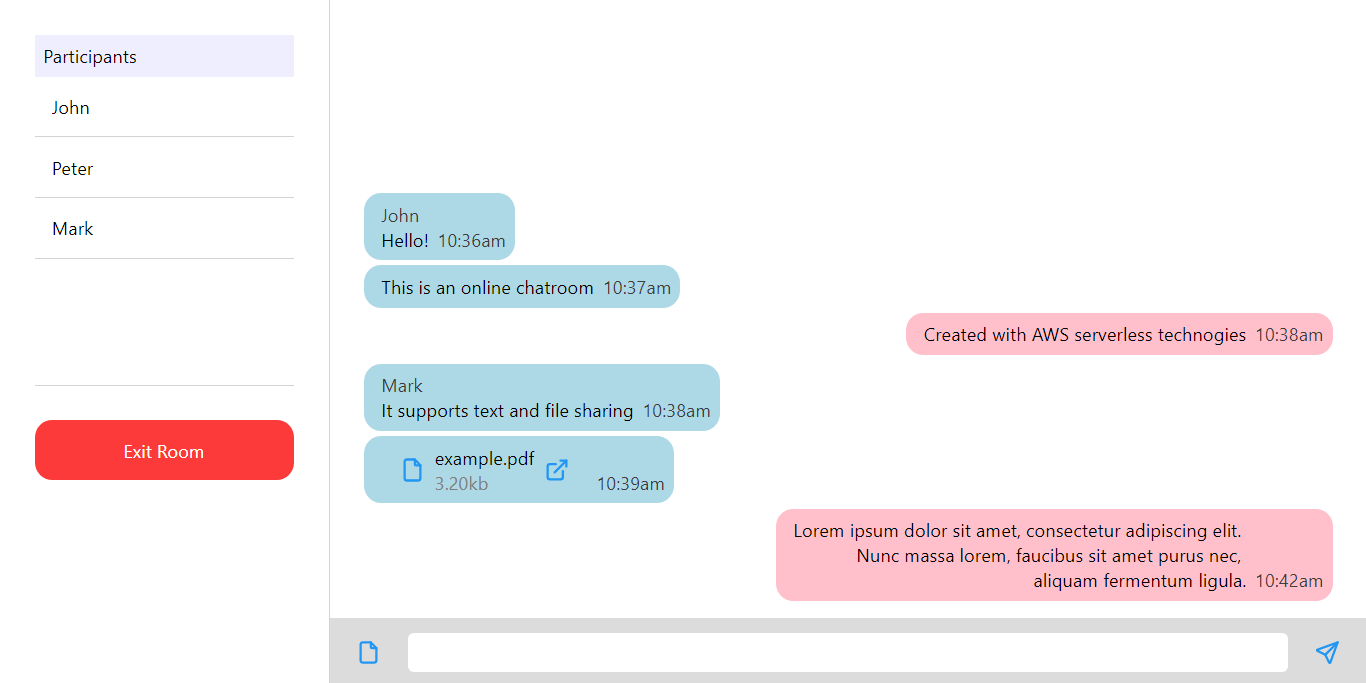 Participants
John
Peter
Mark
Exit Room
John
Hello! 10:36am
This is an online chatroom 10:37am
Created with AWS serverless technogies 10:38am
Mark
It supports text and file sharing 10:38am
example.pdf
3.20kb 10:39am
Lorem ipsum dolor sit amet, consectetur adipiscing elit.
Nunc massa lorem, faucibus sit amet purus nec,
aliquam fermentum ligula. 10:42am